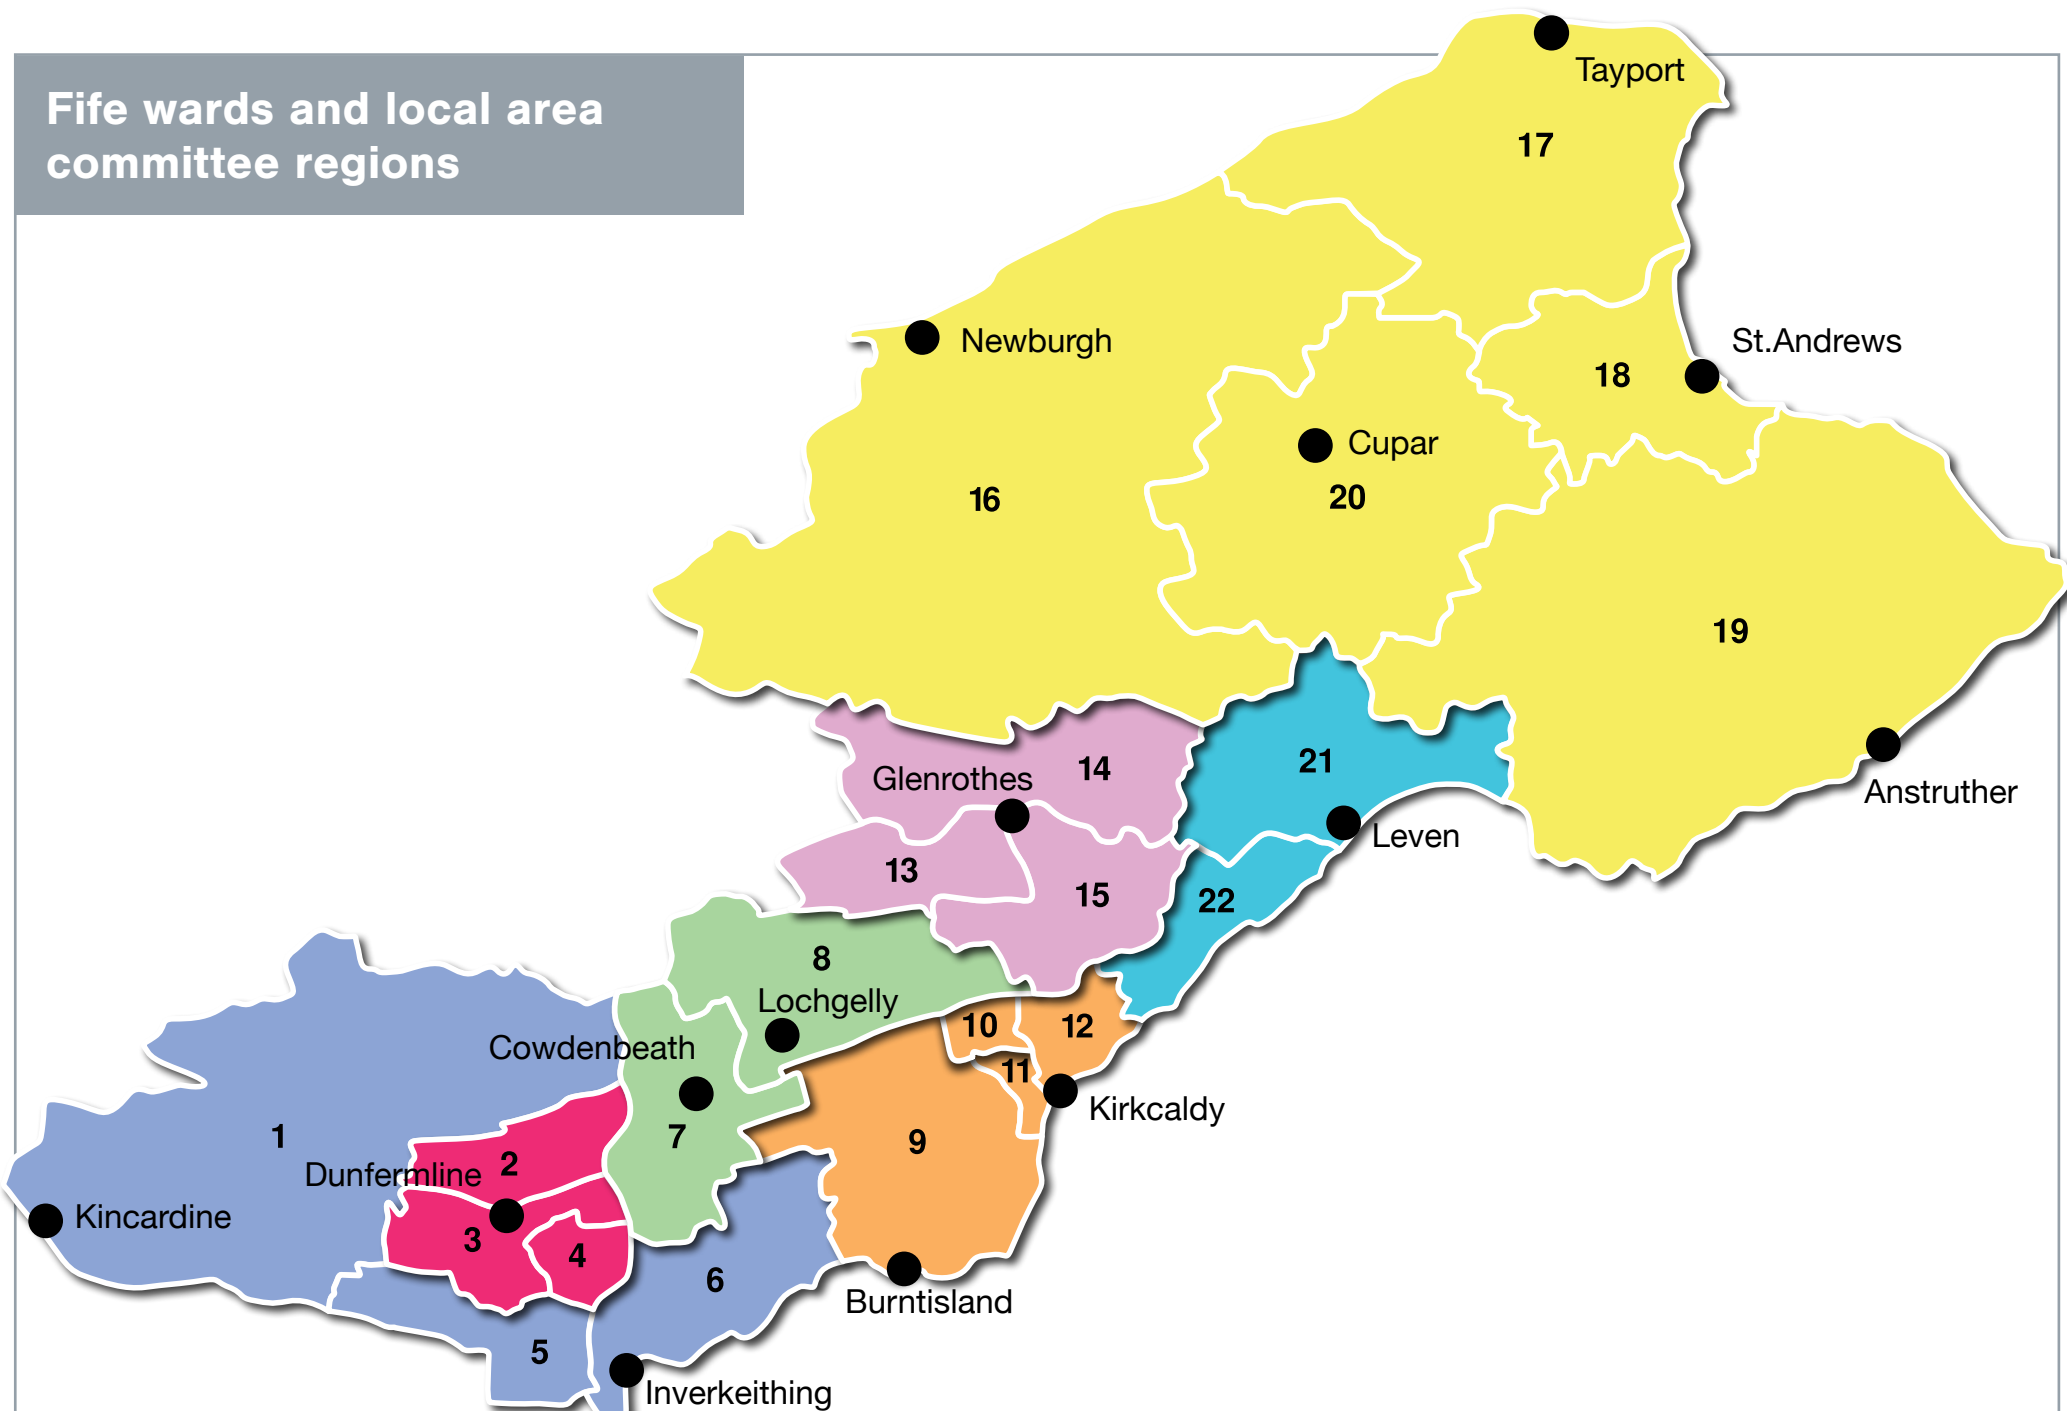 Fife wards and local area
committee regions
Tayport
17
Newburgh
St.Andrews
18
Cupar
16
20
19
21
14
Glenrothes
Anstruther
Leven
13
15
22
8
Lochgelly
10
12
Cowdenbeath
11
Kirkcaldy
1
7
9
2
Dunfermline
Kincardine
3
4
6
Burntisland
5
Inverkeithing